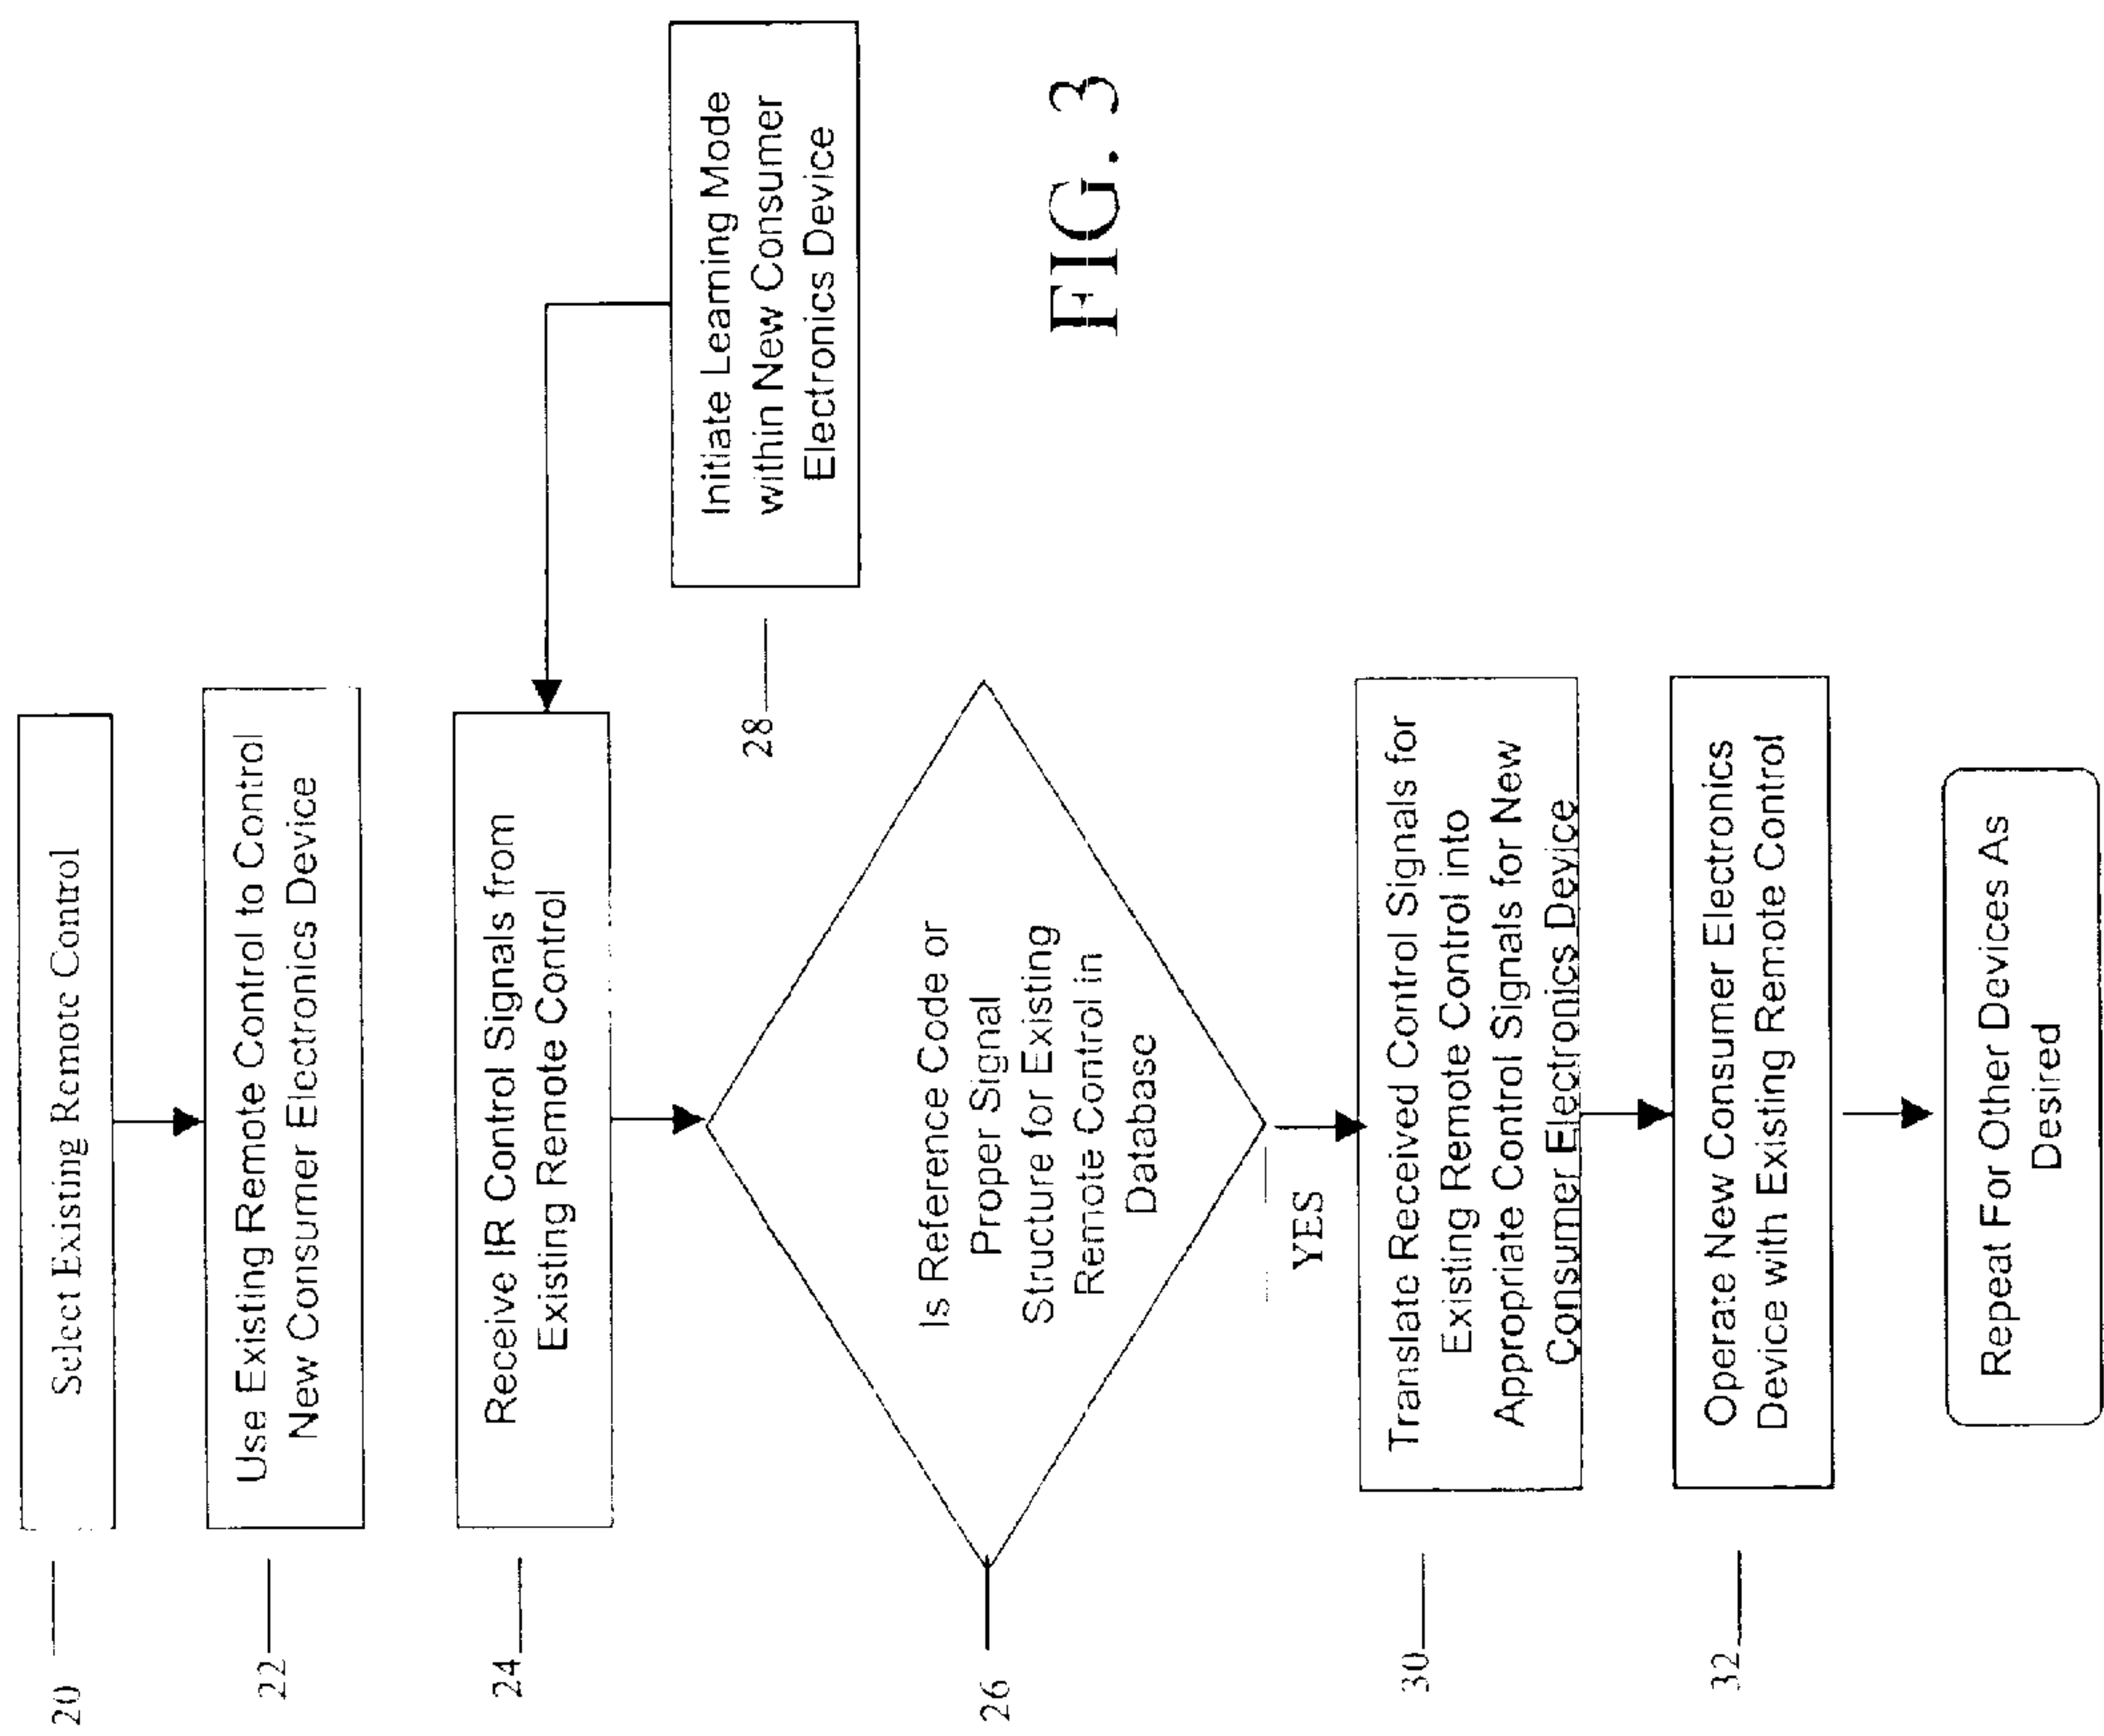 20
Select Existing Remote Control
22
Use Existing Remote Control to Control
New Consumer Electronics Device
24
Receive IR Control Signals from
Existing Remote Control
28
Initiate Learning Mode
within New Consumer
Electronics Device
26
Is Reference Code or
Proper Signal
Structure for Existing
Remote Control in
Database
YES
30
Translate Received Control Signals for
Existing Remote Control into
Appropriate Control Signals for New
Consumer Electronics Device
32
Operate New Consumer Electronics
Device with Existing Remote Control
Repeat For Other Devices As
Desired
FIG. 3